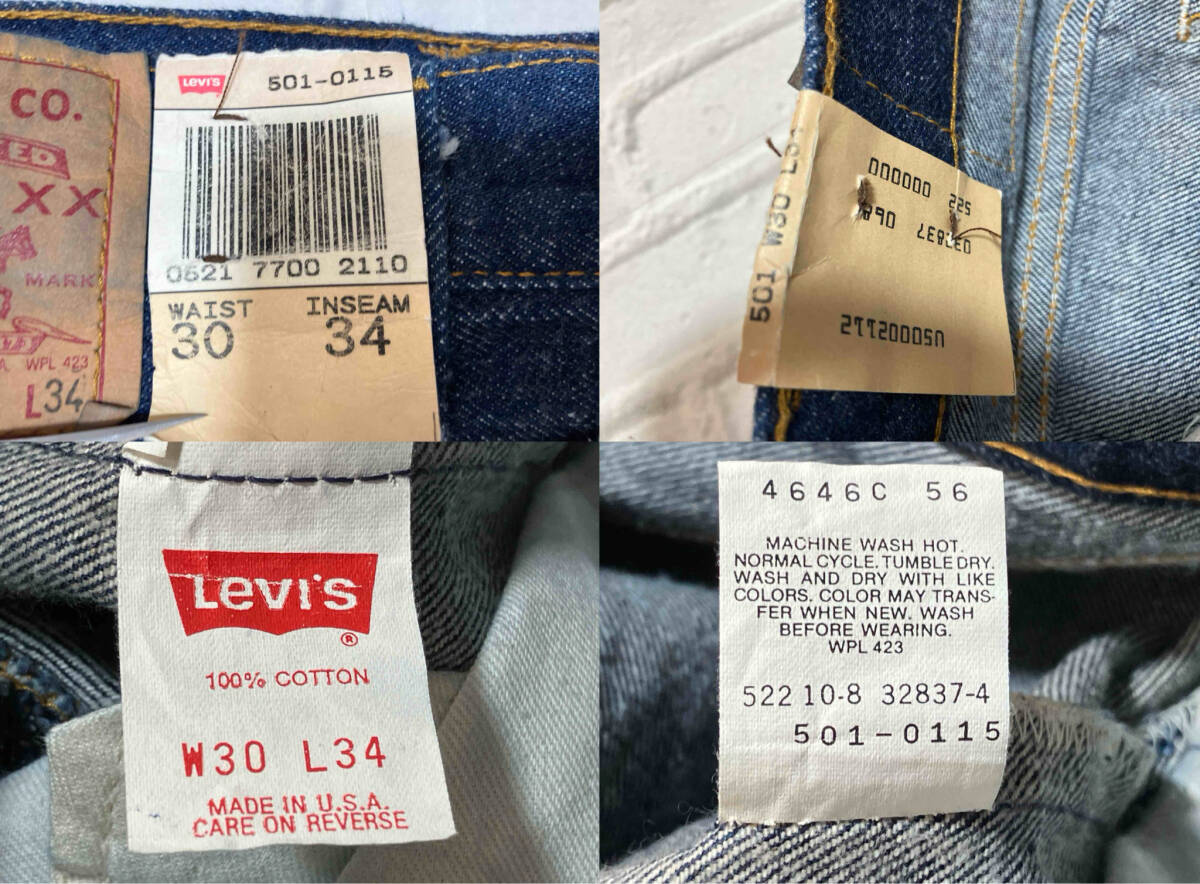 CO.
XX
MARK
WPL 423
L34
Levi's 501-0115
0521 7700 2110
WAIST INSEAM
30 34
501 W30 L34
000000 225
890
U500021T2
Levi's
®
100% COTTON
W30 L34
MADE IN U.S.A.
CARE ON REVERSE
4646C 56
MACHINE WASH HOT.
NORMAL CYCLE. TUMBLE DRY.
WASH AND DRY WITH LIKE
COLORS. COLOR MAY TRANS-
FER WHEN NEW. WASH
BEFORE WEARING.
WPL 423
522 10-8 32837-4
501-0115